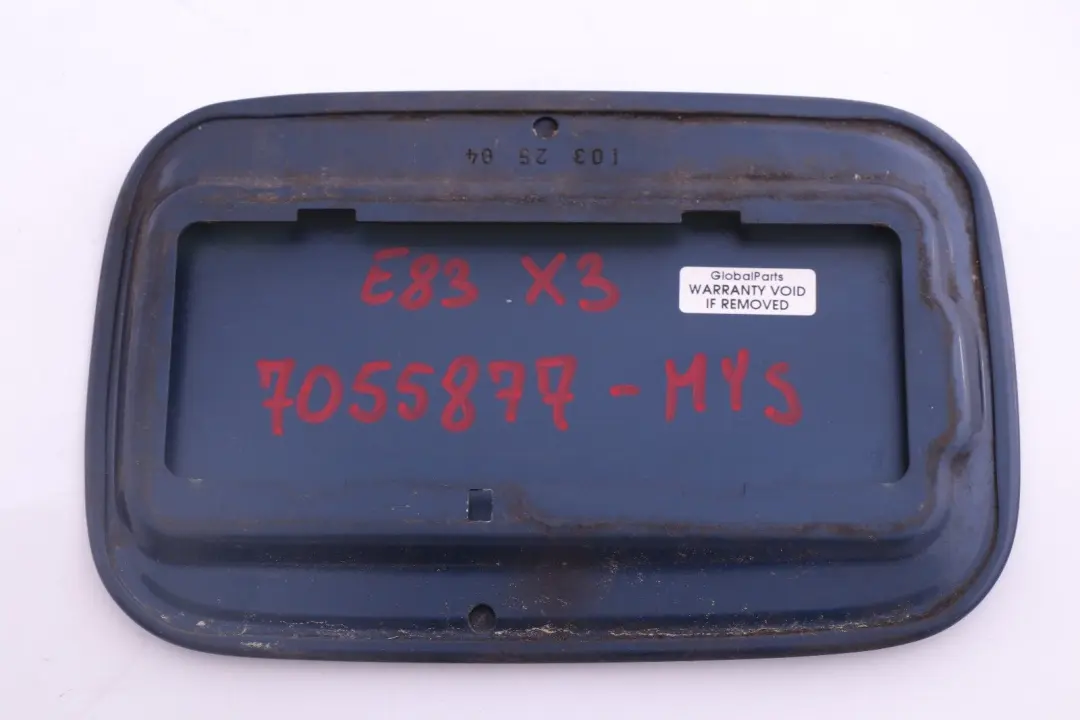 103 25 04
E83 X3
GlobalParts
WARRANTY VOID
IF REMOVED
7055877-MYS